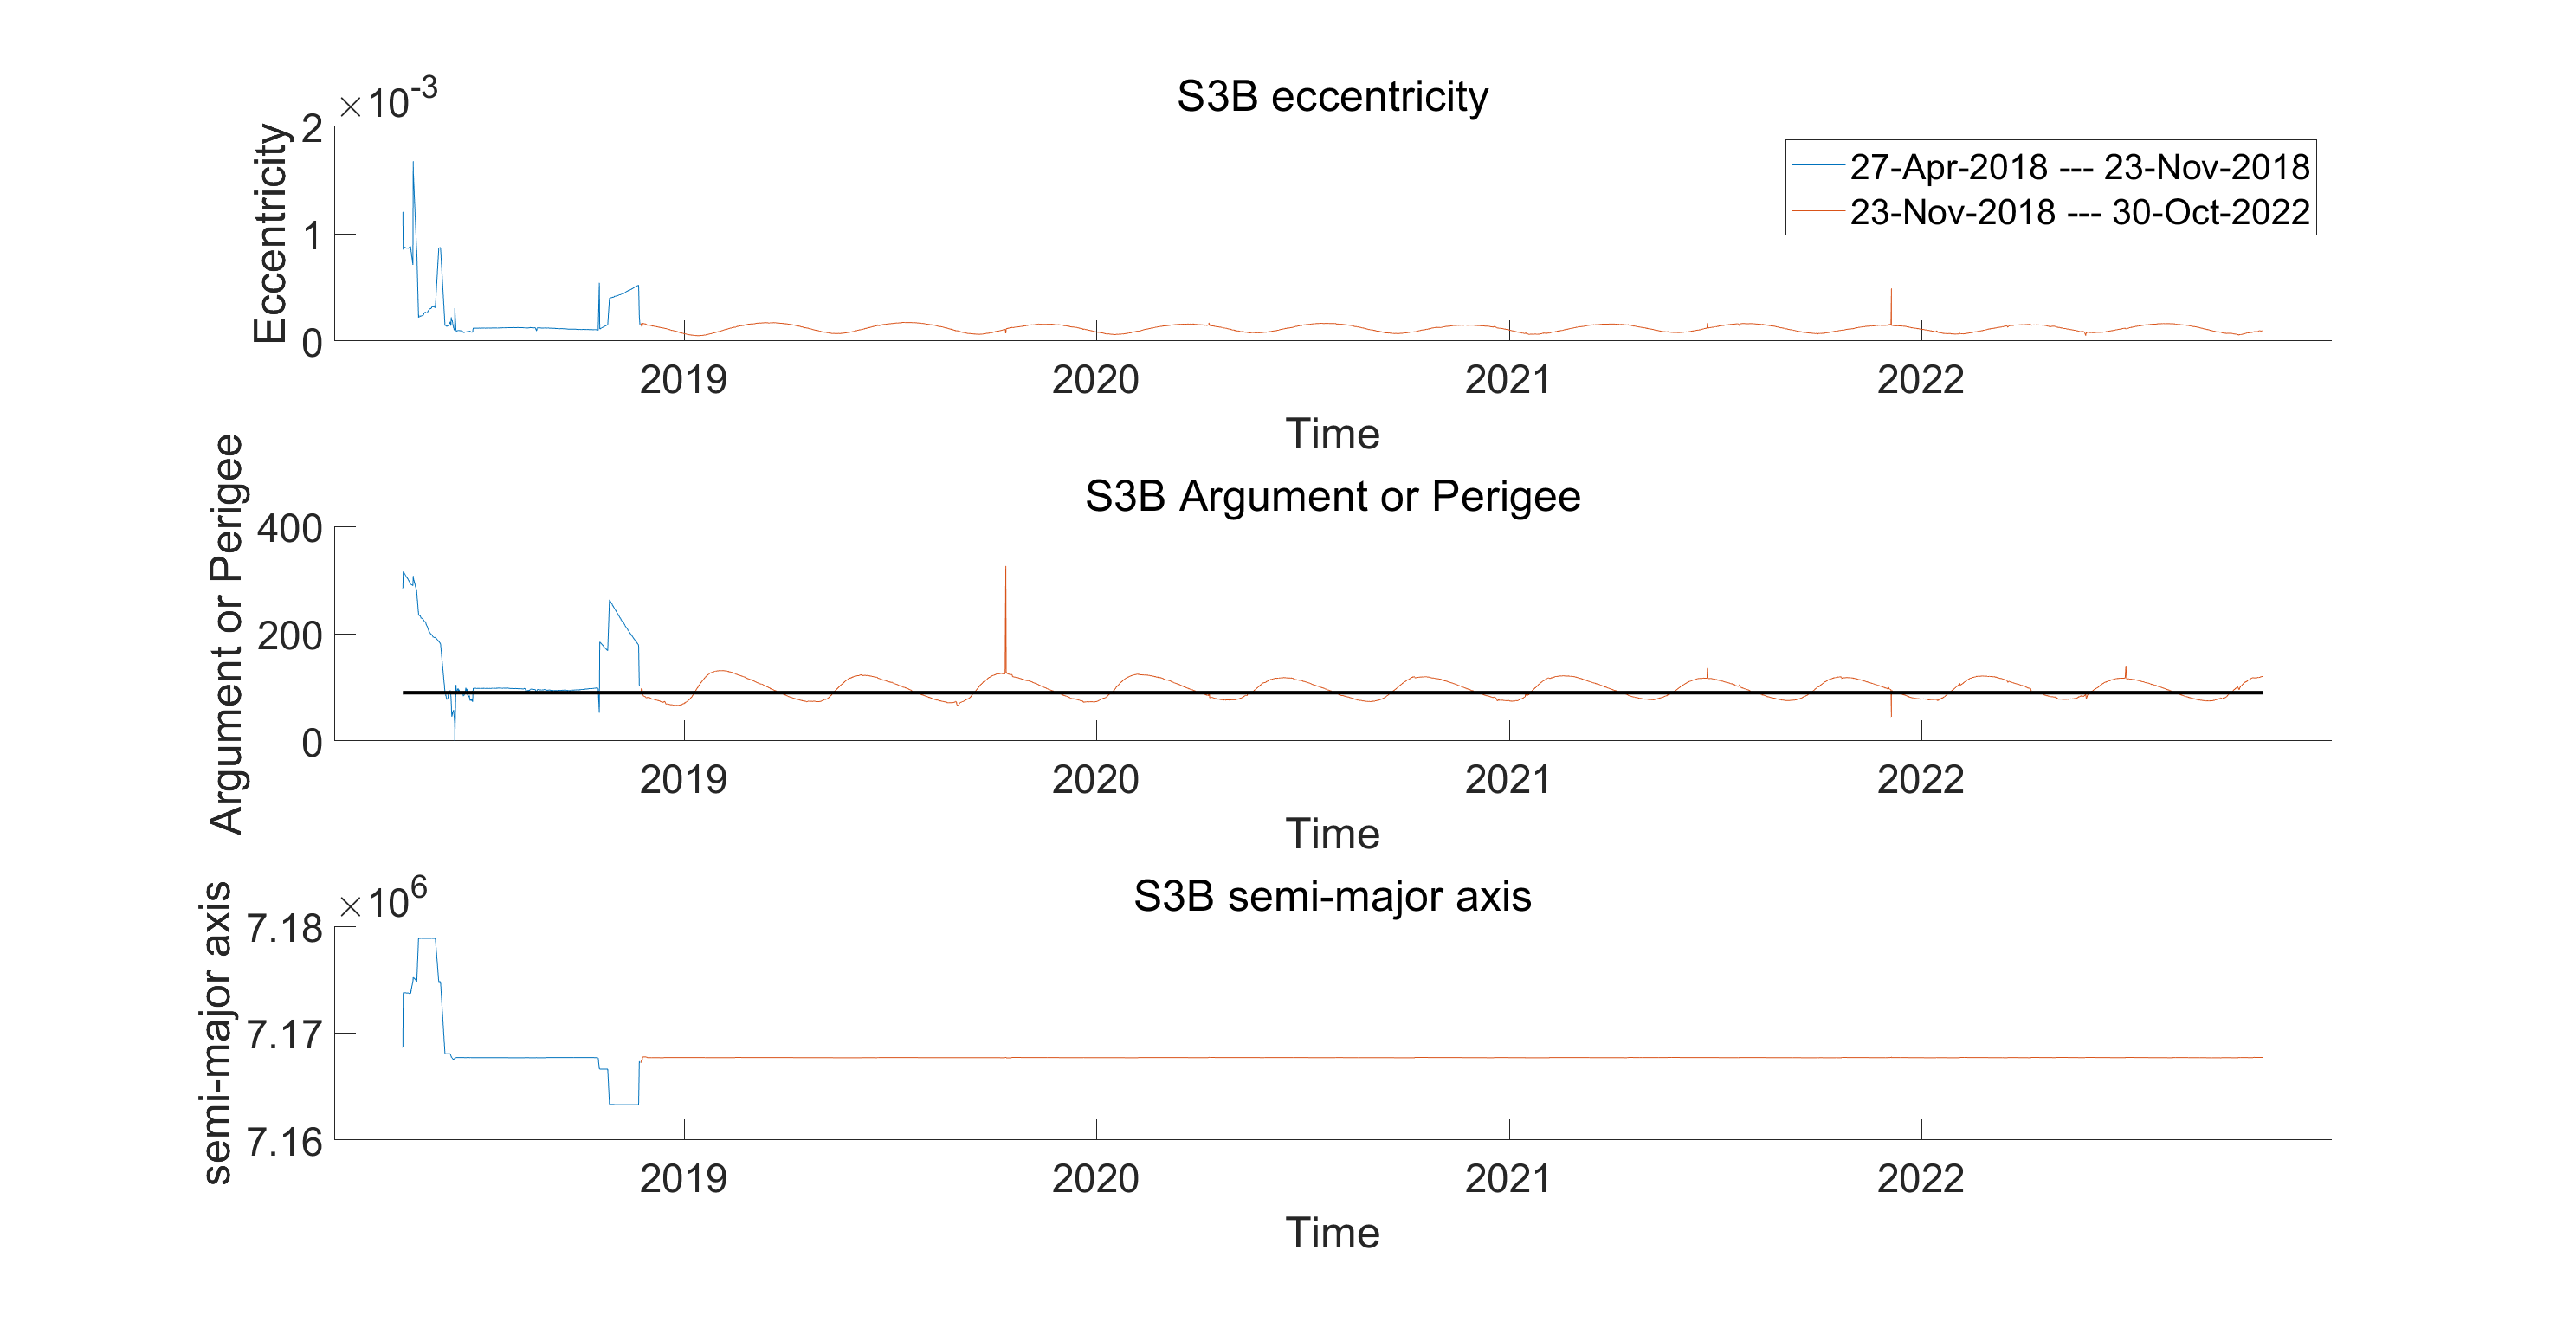 S3B eccentricity
×10-3
2
1
0
Eccentricity
27-Apr-2018 --- 23-Nov-2018
23-Nov-2018 --- 30-Oct-2022
2019 2020 2021 2022
Time
S3B Argument or Perigee
400
200
0
Argument or Perigee
2019 2020 2021 2022
Time
S3B semi-major axis
×106
7.18
7.17
7.16
semi-major axis
2019 2020 2021 2022
Time